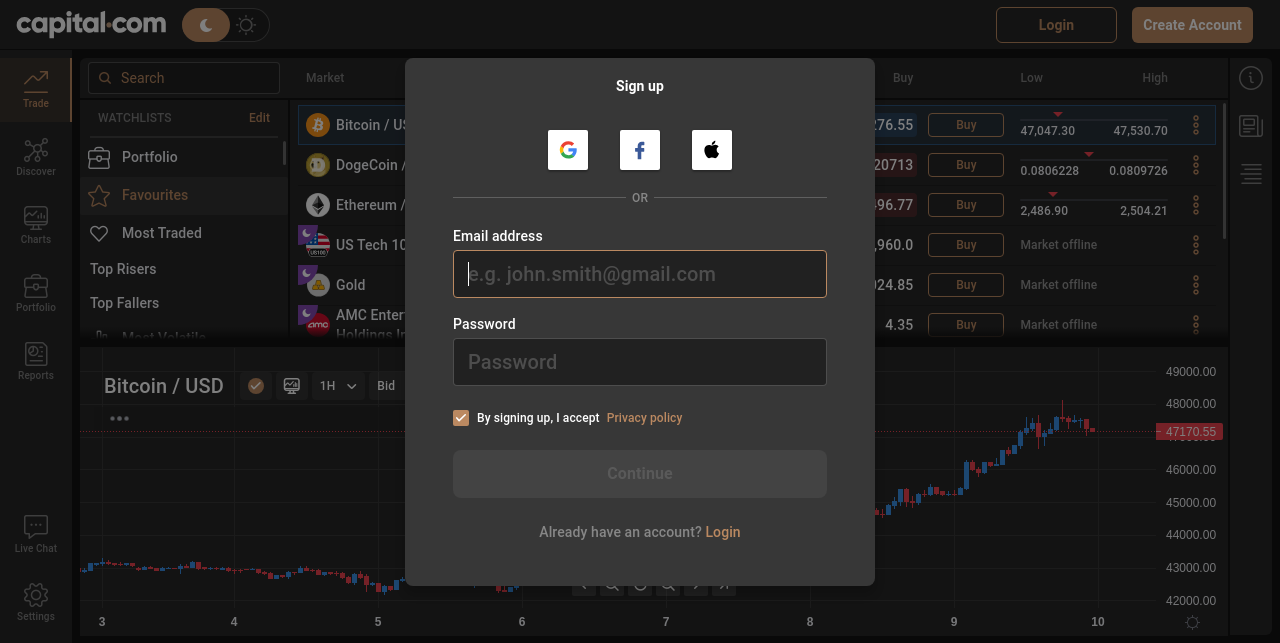 capital.com
Login
Create Account
Trade
Discover
Charts
Portfolio
Reports
Live Chat
Settings
Search
WATCHLISTS Edit
Portfolio
Favourites
Most Traded
Top Risers
Top Fallers
Most Volatile
Market Buy Low High
Bitcoin / 276.55 Buy 47,047.30 47,530.70
DogeCoin / 20713 Buy 0.0806228 0.0809726
Ethereum / 96.77 Buy 2,486.90 2,504.21
US Tech 10 ,960.0 Buy Market offline
US100
Gold 24.85 Buy Market offline
amc
AMC Enter 4.35 Buy Market offline
Holdings In
Sign up
OR
Email address
e.g. john.smith@gmail.com
Password
Password
By signing up, I accept Privacy policy
Continue
Already have an account? Login
Bitcoin / USD 1H Bid
49000.00
48000.00
47170.55
46000.00
45000.00
44000.00
43000.00
42000.00
3 4 5 6 7 8 9 10